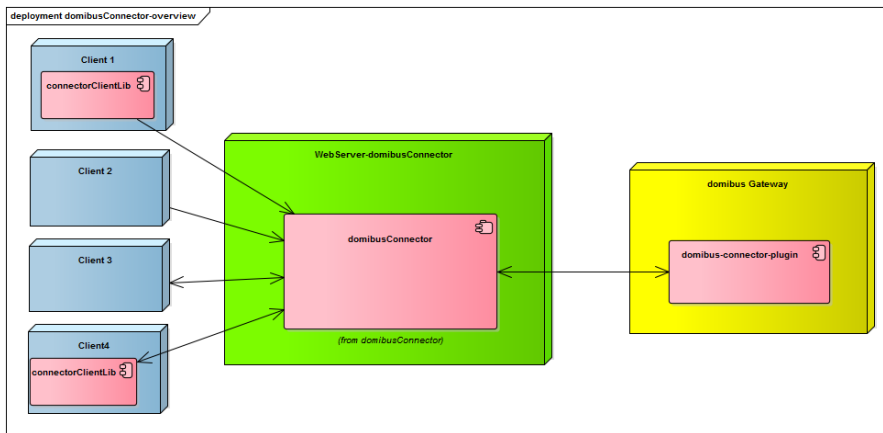 deployment domibusConnector-overview
Client 1
connectorClientLib
Client 2
Client 3
Client4
connectorClientLib
WebServer-domibusConnector
domibusConnector
(from domibusConnector)
domibus Gateway
domibus-connector-plugin